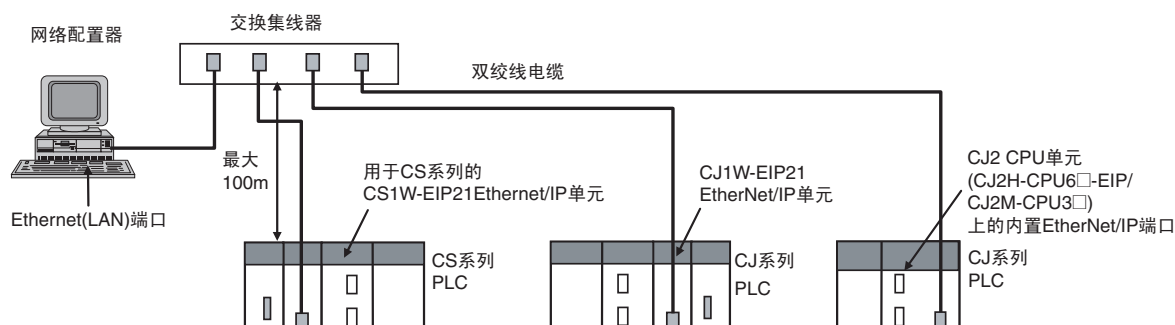 网络配置器
交换集线器
双绞线电缆
最大
100m
Ethernet(LAN)端口
用于CS系列的
CS1W-EIP21Ethernet/IP单元
CJ1W-EIP21
EtherNet/IP单元
CJ2 CPU单元
(CJ2H-CPU6□-EIP/
CJ2M-CPU3□)
上的内置EtherNet/IP端口
CS系列
PLC
CJ系列
PLC
CJ系列
PLC